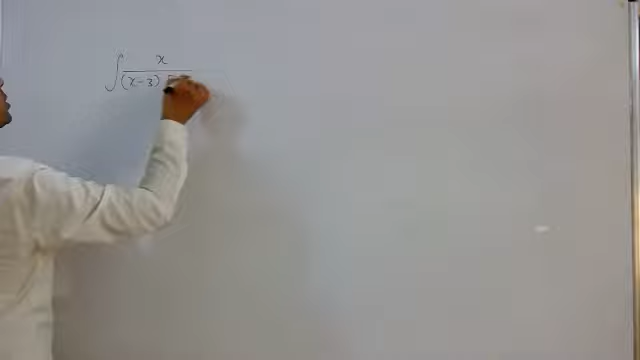 ∫ x
(x-3)